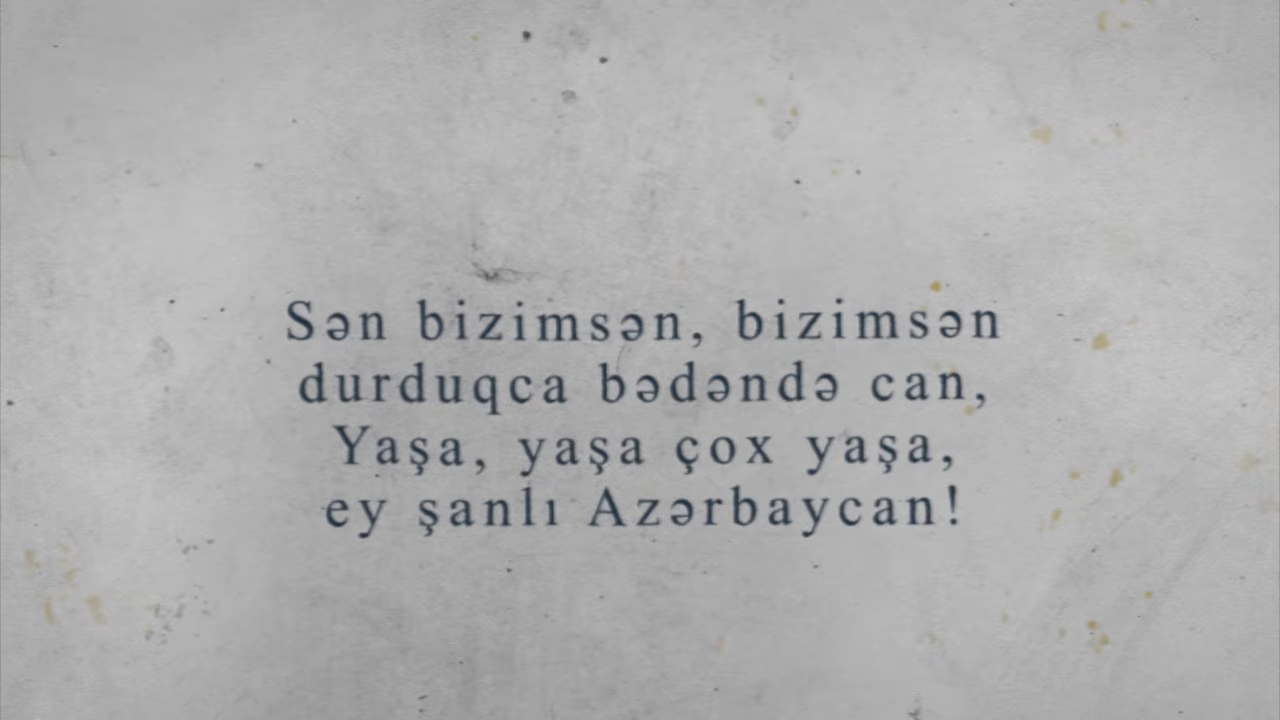 Sən bizimsən, bizimsən
durduqca bədəndə can,
Yaşa, yaşa çox yaşa,
ey şanlı Azərbaycan!